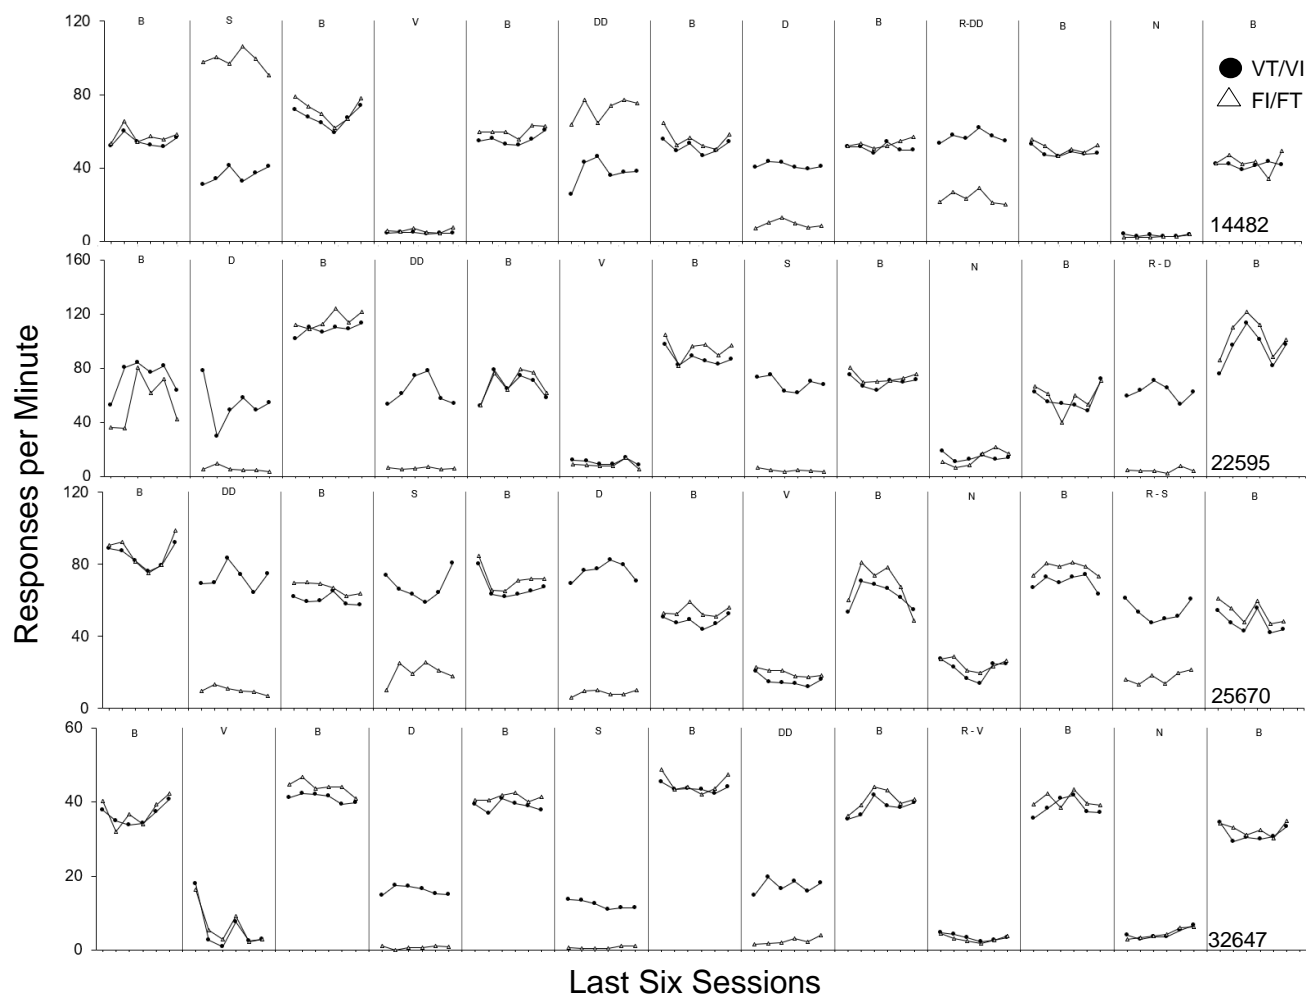 Responses per Minute
120
80
40
0
B S B V B DD B D B R-DD B N B
VT/VI
FI/FT
14482
160
120
80
40
0
B D B DD B V B S B N B R - D B
22595
120
80
40
0
B DD B S B D B V B N B R - S B
25670
60
40
20
0
B V B D B S B DD B R - V B N B
32647
Last Six Sessions